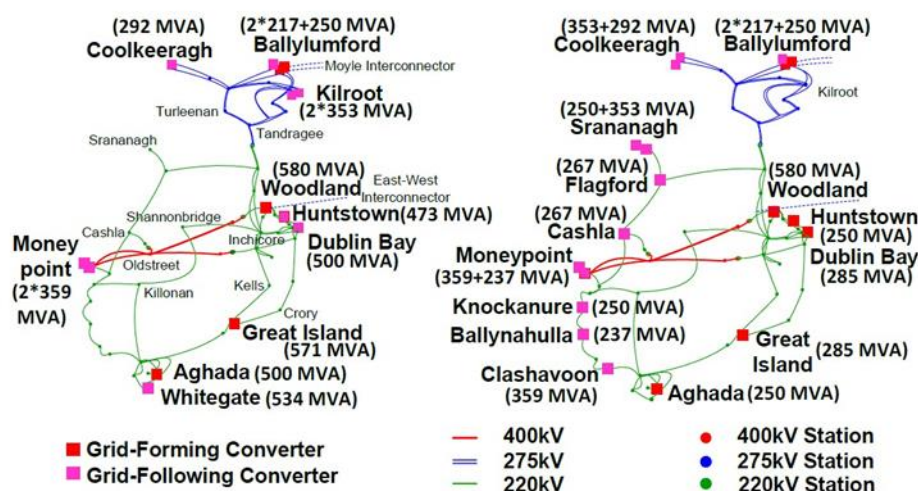 (292 MVA)
Coolkeeragh
(2*217+250 MVA)
Ballylumford
Moyle Interconnector
Kilroot
(2*353 MVA)
Turleenan
Tandragee
Srananagh
(580 MVA)
Woodland
East-West
Interconnector
Huntstown (473 MVA)
Shannonbridge
Cashla
Inchicore
Dublin Bay
(500 MVA)
Money
point
(2*359
MVA)
Oldstreet
Killonan
Kells
Crory
Great Island
(571 MVA)
Aghada (500 MVA)
Whitegate (534 MVA)
Grid-Forming Converter
Grid-Following Converter
(353+292 MVA)
Coolkeeragh
(2*217+250 MVA)
Ballylumford
Kilroot
(250+353 MVA)
Srananagh
(267 MVA)
Flagford
(580 MVA)
Woodland
(267 MVA)
Cashla
Huntstown
(250 MVA)
Dublin Bay
(285 MVA)
Moneypoint
(359+237 MVA)
Knockanure (250 MVA)
Ballynahulla (237 MVA)
Great
Island (285 MVA)
Clashavoon
(359 MVA)
Aghada (250 MVA)
400kV
275kV
220kV
400kV Station
275kV Station
220kV Station